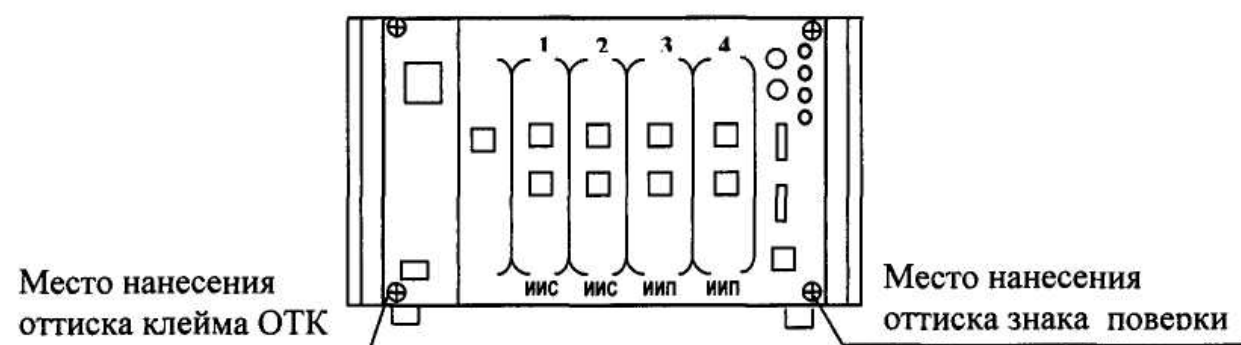 1 2 3 4
ИИС ИИС ИИП ИИП
Место нанесения
оттиска клейма ОТК
Место нанесения
оттиска знака поверки